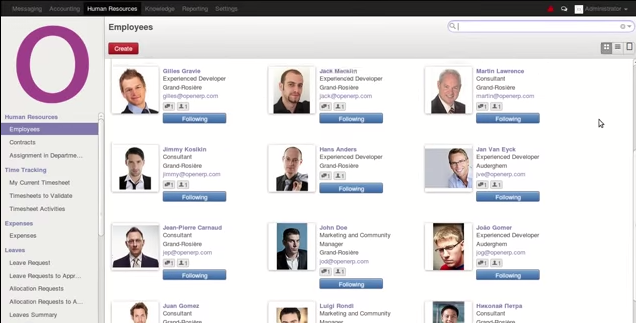 Messaging Accounting Human Resources Knowledge Reporting Settings Administrator
Employees
Create
Human Resources
Employees
Contracts
Assignment in Departme...
Time Tracking
My Current Timesheet
Timesheets to Validate
Timesheet Activities
Expenses
Expenses
Leaves
Leave Request
Leave Requests to Appr...
Allocation Requests
Allocation Requests to A...
Leaves Summary
Gilles Gravie
Experienced Developer
Grand-Rosière
gilles@openerp.com
1 1
Following
Jack Macklin
Experienced Developer
Grand-Rosière
jack@openerp.com
1 1
Following
Martin Lawrence
Consultant
Grand-Rosière
martin@openerp.com
1 1
Following
Jimmy Kosikin
Consultant
Grand-Rosière
jimmy@openerp.com
1 1
Following
Hans Anders
Experienced Developer
Grand-Rosière
1 1
Following
Jan Van Eyck
Experienced Developer
Auderghem
jve@openerp.com
1 1
Following
Jean-Pierre Carnaud
Consultant
Grand-Rosière
jep@openerp.com
1 1
Following
John Doe
Marketing and Community
Manager
Grand-Rosière
jod@openerp.com
1 1
Following
João Gomer
Experienced Developer
Auderghem
jog@openerp.com
1 1
Following
Juan Gomez
Consultant
Grand-Rosière
Luigi Rondi
Marketing and Community
Николай Петра
Consultant
Grand-Rosière